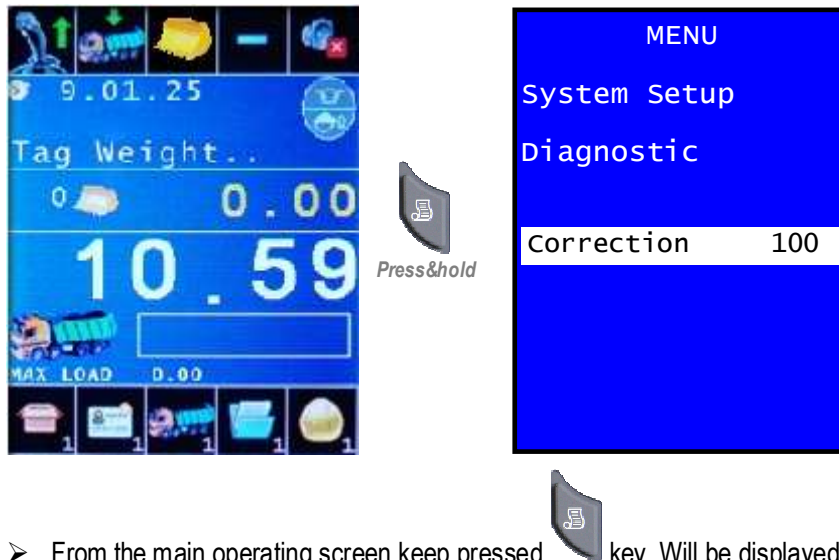 9.01.25
Tag Weight..
0 0.00
10.59
MAX LOAD 0.00
1 1 1 1 1
Press&hold
MENU
System Setup
Diagnostic
Correction 100
➢ From the main operating screen keep pressed key. Will be displayed